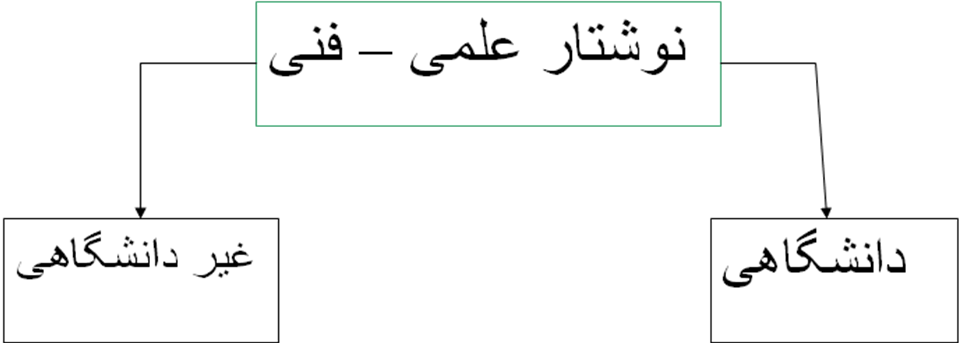 نوشتار علمی – فنی
دانشگاهی
غیر دانشگاهی